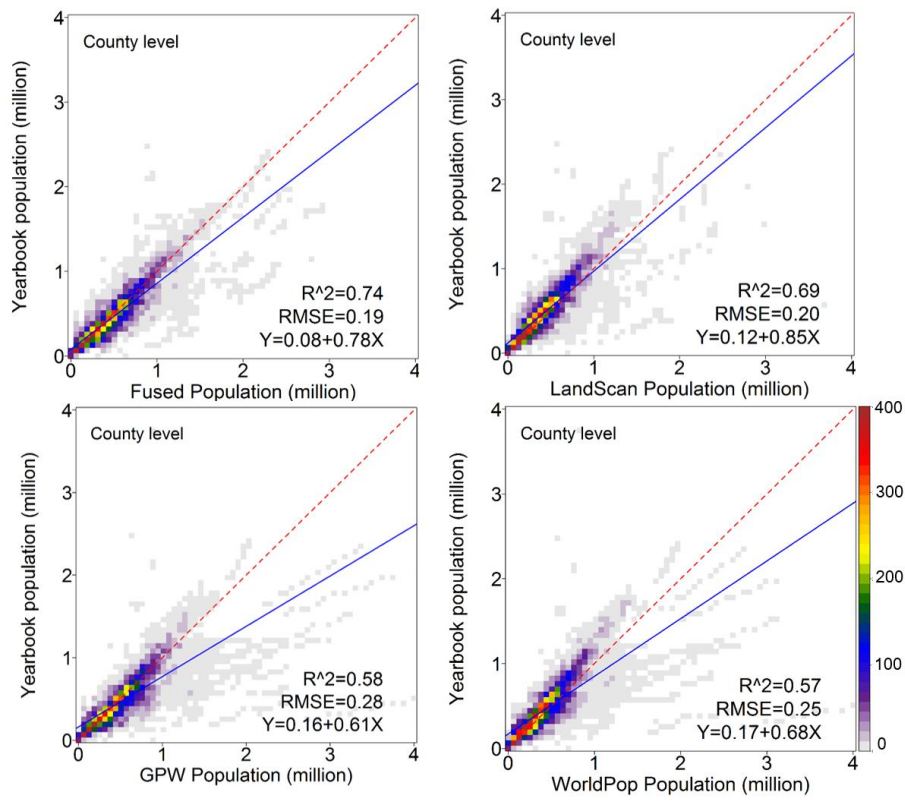 4
County level
3
2
1
0
Yearbook population (million)
R^2=0.74
RMSE=0.19
Y=0.08+0.78X
0 1 2 3 4
Fused Population (million)
4
County level
3
2
1
0
Yearbook population (million)
R^2=0.69
RMSE=0.20
Y=0.12+0.85X
0 1 2 3 4
LandScan Population (million)
4
County level
3
2
1
0
Yearbook population (million)
R^2=0.58
RMSE=0.28
Y=0.16+0.61X
0 1 2 3 4
GPW Population (million)
4
County level
3
2
1
0
Yearbook population (million)
R^2=0.57
RMSE=0.25
Y=0.17+0.68X
0 1 2 3 4
WorldPop Population (million)
400
300
200
100
0